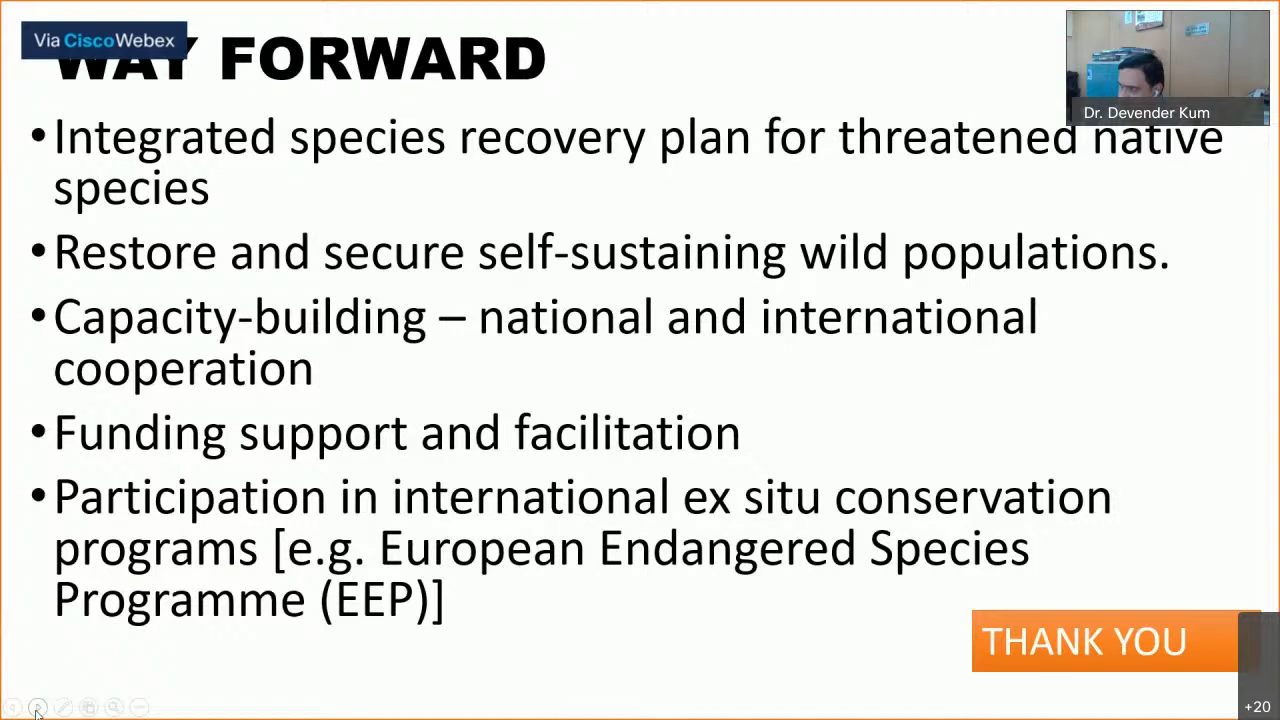 Via CiscoWebex
WAY FORWARD
Dr. Devender Kum
•Integrated species recovery plan for threatened native
species
•Restore and secure self-sustaining wild populations.
•Capacity-building – national and international
cooperation
•Funding support and facilitation
•Participation in international ex situ conservation
programs [e.g. European Endangered Species
Programme (EEP)]
THANK YOU
+20